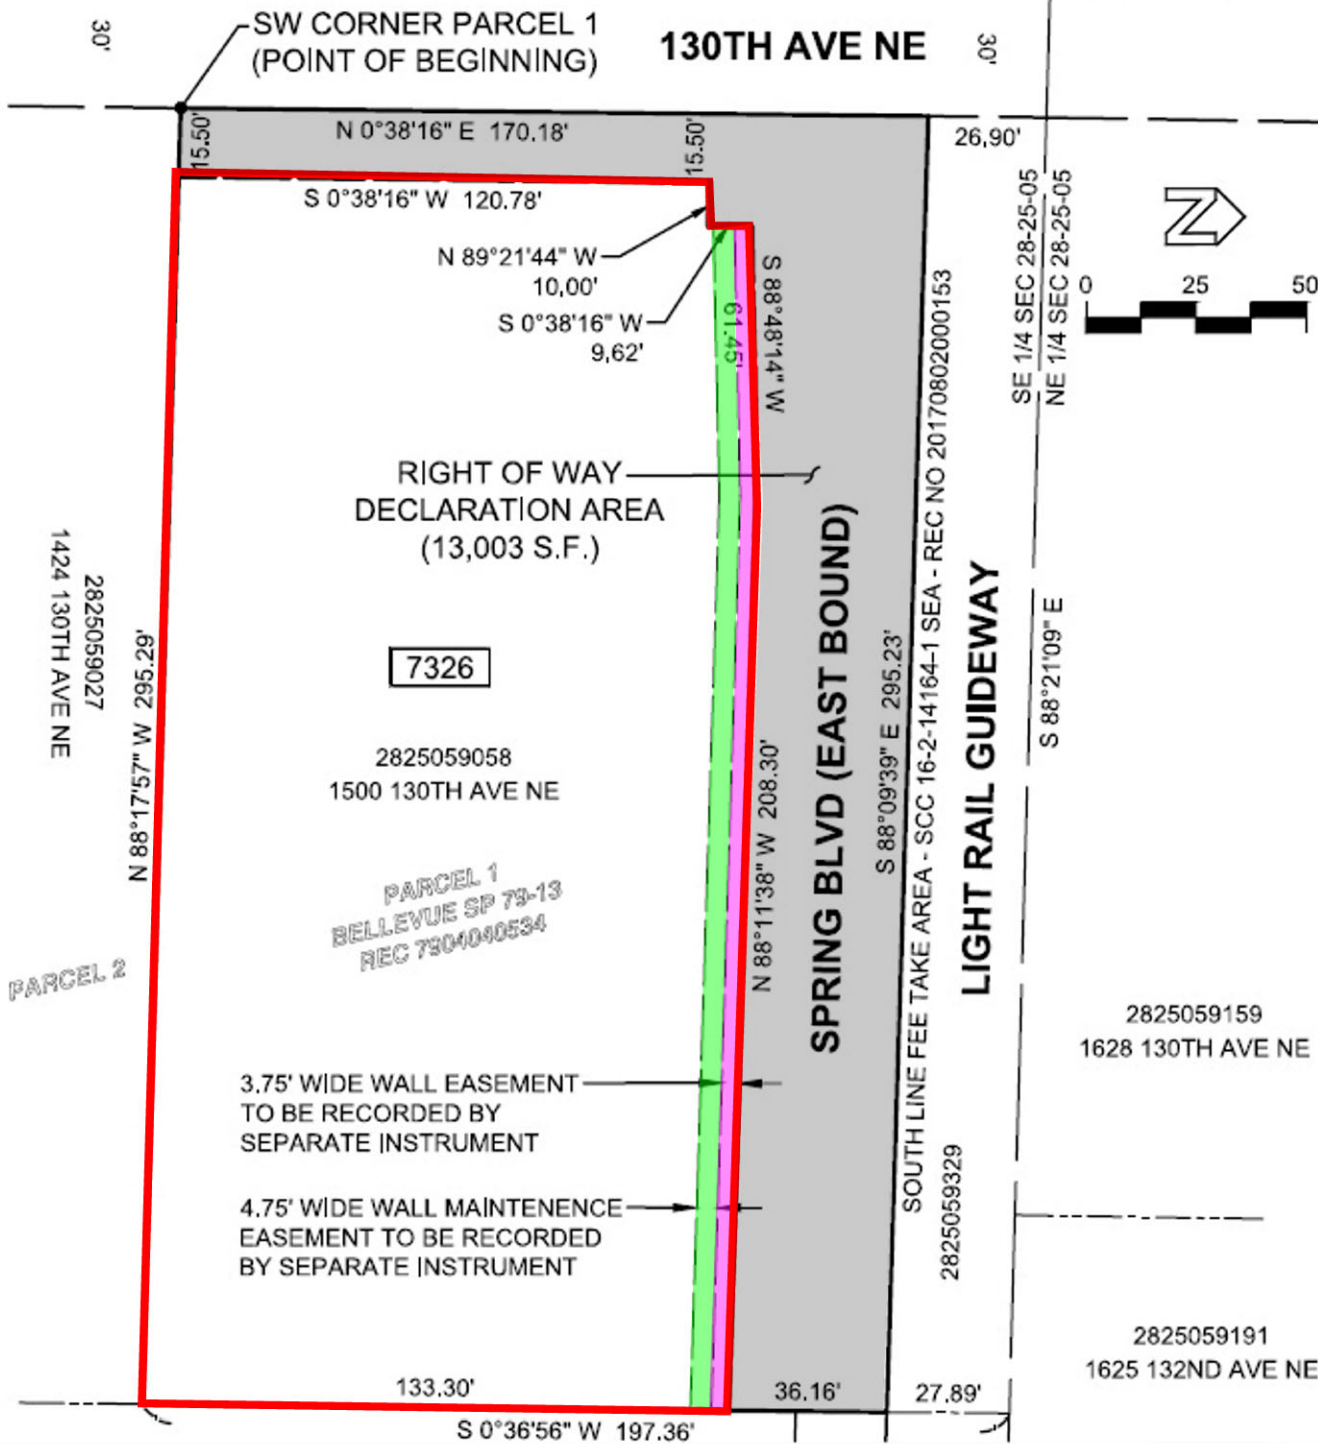 30'
SW CORNER PARCEL 1
(POINT OF BEGINNING)
130TH AVE NE
30'
15.50'
N 0°38'16" E 170.18'
15.50'
26.90'
S 0°38'16" W 120.78'
N 89°21'44" W
10.00'
S 0°38'16" W
9.62'
S 88°48'14" W
61.45'
SE 1/4 SEC 28-25-05
NE 1/4 SEC 28-25-05
N
0 25 50
RIGHT OF WAY
DECLARATION AREA
(13,003 S.F.)
1424 130TH AVE NE
2825059027
N 88°17'57" W 295.29'
7326
2825059058
1500 130TH AVE NE
PARCEL 1
BELLEVUE SP 79-13
REC 7904040534
PARCEL 2
N 88°11'38" W 208.30'
SPRING BLVD (EAST BOUND)
S 88°09'39" E 295.23'
SOUTH LINE FEE TAKE AREA - SCC 16-2-14164-1 SEA - REC NO 20170802000153
LIGHT RAIL GUIDEWAY
S 88°21'09" E
2825059159
1628 130TH AVE NE
3.75' WIDE WALL EASEMENT
TO BE RECORDED BY
SEPARATE INSTRUMENT
4.75' WIDE WALL MAINTENENCE
EASEMENT TO BE RECORDED
BY SEPARATE INSTRUMENT
2825059329
2825059191
1625 132ND AVE NE
133.30'
36.16'
27.89'
S 0°36'56" W 197.36'